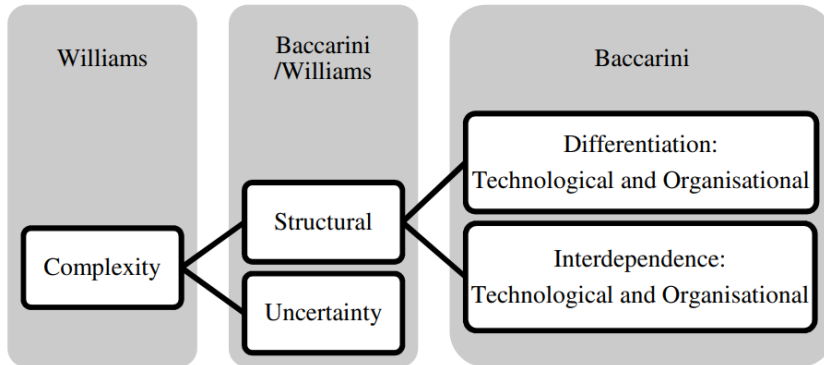 Williams
Baccarini
/Williams
Baccarini
Complexity
Structural
Uncertainty
Differentiation:
Technological and Organisational
Interdependence:
Technological and Organisational